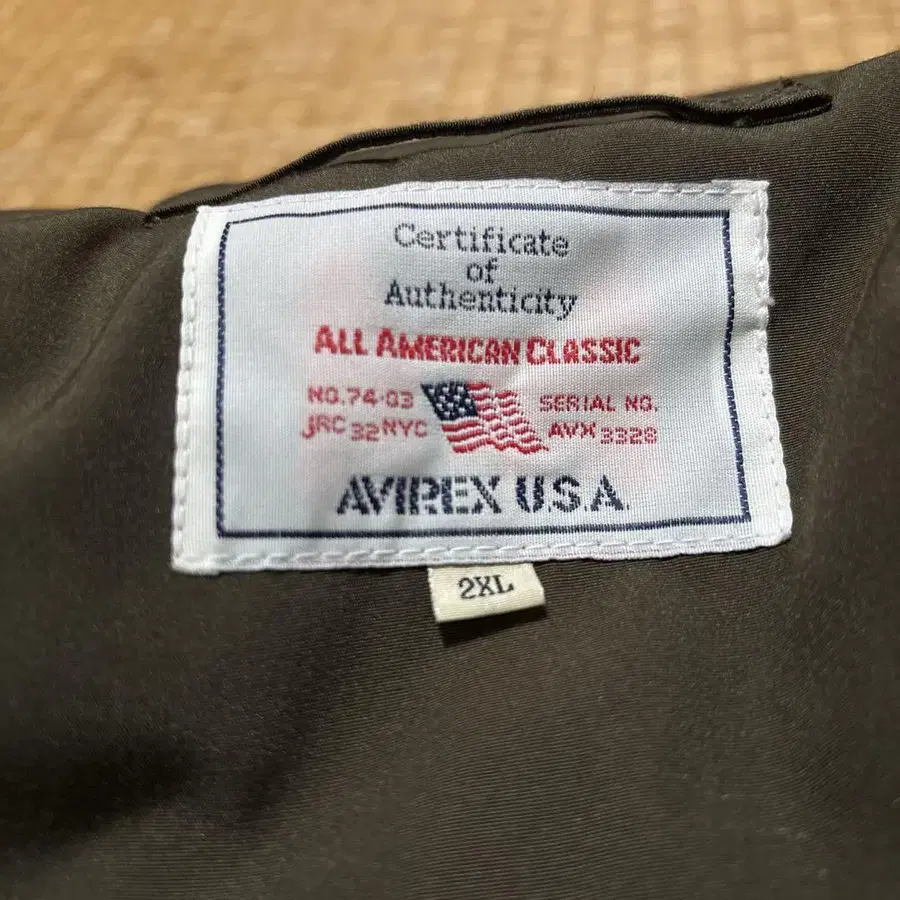 Certificate
of
Authenticity
ALL AMERICAN CLASSIC
NO.74-03 SERIAL NO.
JRC 32 NYC AVX 3328
AVIREX U.S.A
2XL